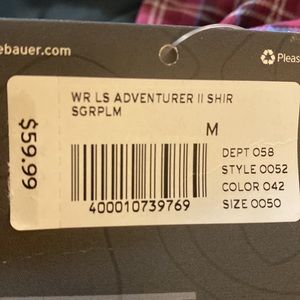 ebauer.com
Please
WR LS ADVENTURER II SHIR
SGRPLM
M
$59.99
DEPT 058
STYLE 0052
COLOR 042
SIZE 0050
400010739769